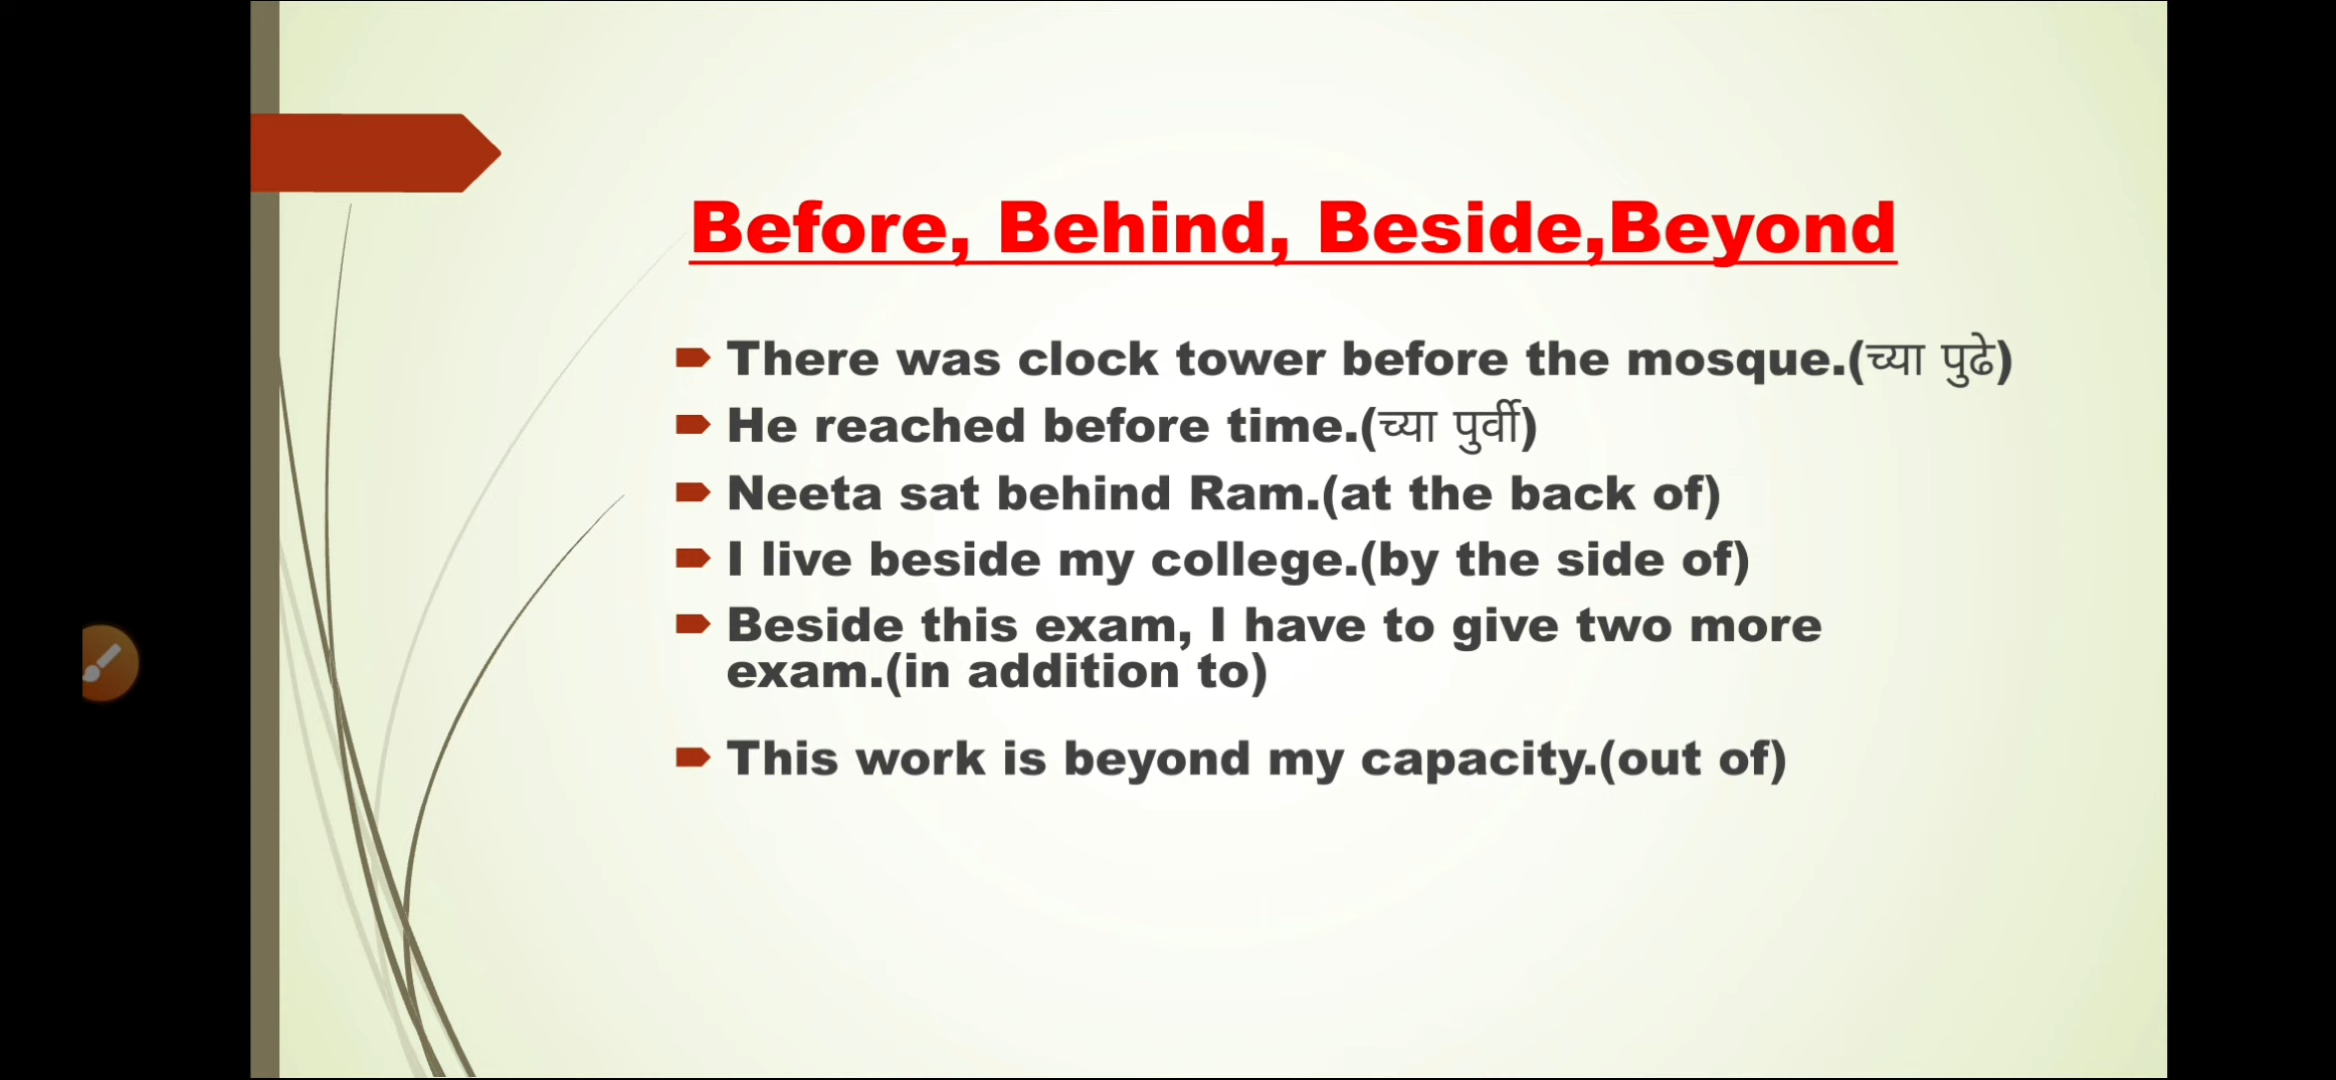 Before, Behind, Beside,Beyond
There was clock tower before the mosque.(च्या पुढे)
He reached before time.(च्या पुर्वी)
Neeta sat behind Ram.(at the back of)
I live beside my college.(by the side of)
Beside this exam, I have to give two more
exam.(in addition to)
This work is beyond my capacity.(out of)